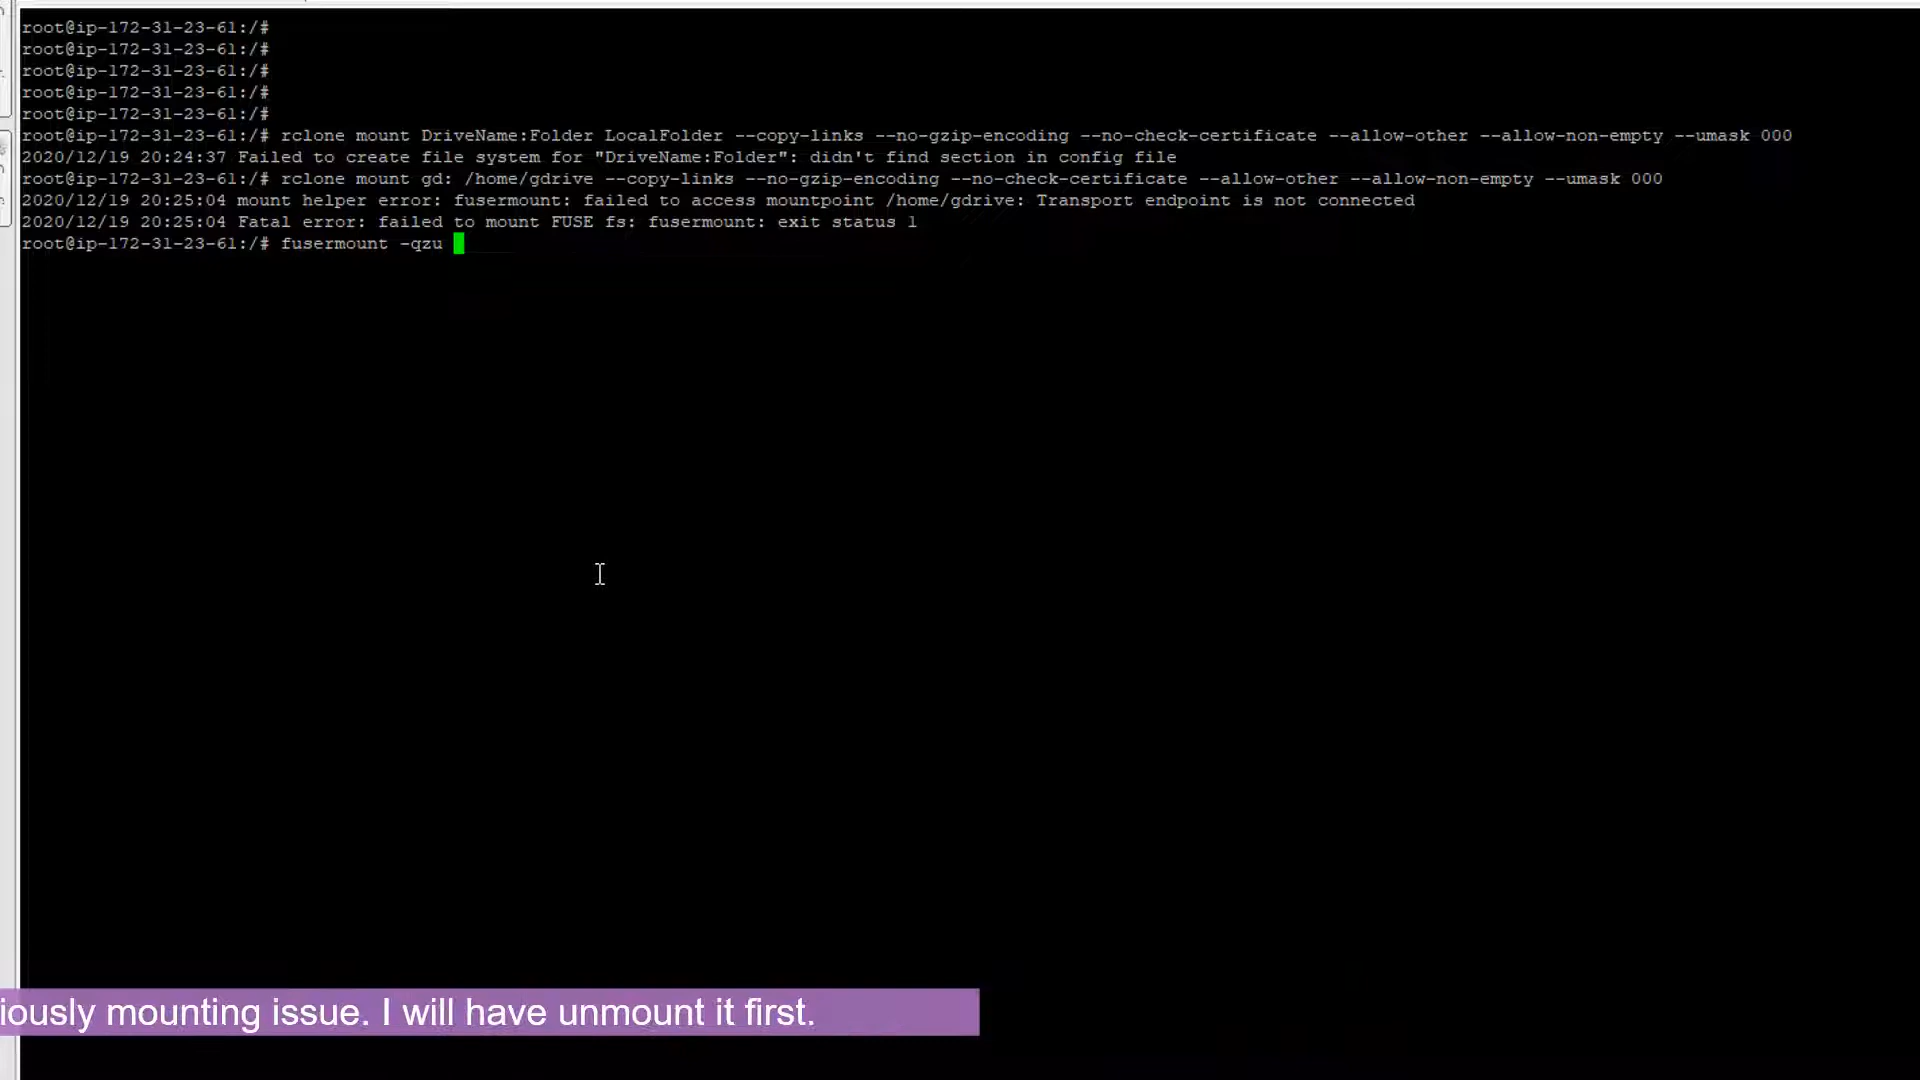 root@ip-172-31-23-61:/#
root@ip-172-31-23-61:/#
root@ip-172-31-23-61:/#
root@ip-172-31-23-61:/#
root@ip-172-31-23-61:/#
root@ip-172-31-23-61:/# rclone mount DriveName:Folder LocalFolder --copy-links --no-gzip-encoding --no-check-certificate --allow-other --allow-non-empty --umask 000
2020/12/19 20:24:37 Failed to create file system for "DriveName:Folder": didn't find section in config file
root@ip-172-31-23-61:/# rclone mount gd: /home/gdrive --copy-links --no-gzip-encoding --no-check-certificate --allow-other --allow-non-empty --umask 000
2020/12/19 20:25:04 mount helper error: fusermount: failed to access mountpoint /home/gdrive: Transport endpoint is not connected
2020/12/19 20:25:04 Fatal error: failed to mount FUSE fs: fusermount: exit status 1
root@ip-172-31-23-61:/# fusermount -qzu
iously mounting issue. I will have unmount it first.